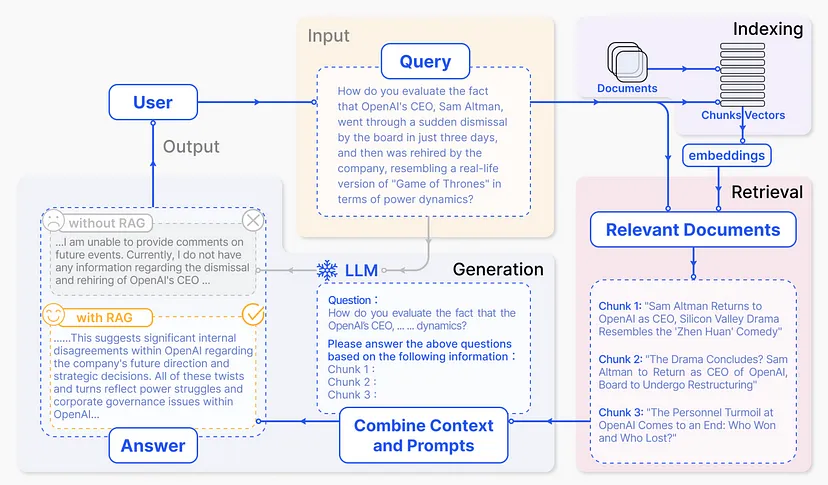 Input
Query
How do you evaluate the fact
that OpenAI's CEO, Sam Altman,
went through a sudden dismissal
by the board in just three days,
and then was rehired by the
company, resembling a real-life
version of "Game of Thrones" in
terms of power dynamics?
Indexing
Documents
Chunks Vectors
embeddings
User
Output
Retrieval
Relevant Documents
Chunk 1: "Sam Altman Returns to
OpenAI as CEO, Silicon Valley Drama
Resembles the 'Zhen Huan' Comedy"
Chunk 2: "The Drama Concludes? Sam
Altman to Return as CEO of OpenAI,
Board to Undergo Restructuring"
Chunk 3: "The Personnel Turmoil at
OpenAI Comes to an End: Who Won
and Who Lost?"
LLM
Generation
Question :
How do you evaluate the fact that the
OpenAI's CEO, ... ... dynamics?
Please answer the above questions
based on the following information :
Chunk 1 :
Chunk 2 :
Chunk 3 :
Combine Context
and Prompts
without RAG
...I am unable to provide comments on
future events. Currently, I do not have
any information regarding the dismissal
and rehiring of OpenAI's CEO ...
with RAG
......This suggests significant internal
disagreements within OpenAI regarding
the company's future direction and
strategic decisions. All of these twists
and turns reflect power struggles and
corporate governance issues within
OpenAI...
Answer